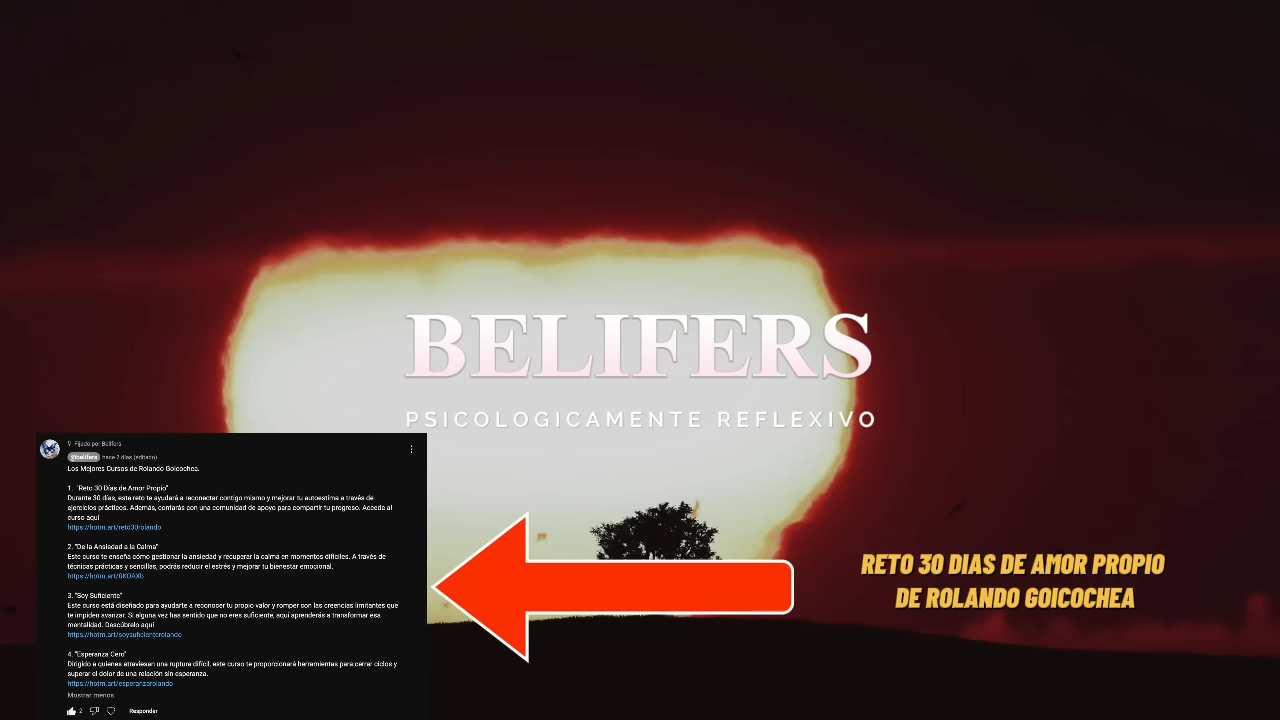 BELIFERS
PSICOLOGICAMENTE REFLEXIVO
Fijado por Belifers
@belifers hace 2 días (editado)
Los Mejores Cursos de Rolando Goicochea.
1. "Reto 30 Días de Amor Propio"
Durante 30 días, este reto te ayudará a reconectar contigo mismo y mejorar tu autoestima a través de
ejercicios prácticos. Además, contarás con una comunidad de apoyo para compartir tu progreso. Accede al
curso aquí
https://hotm.art/reto30rolando
2. "De la Ansiedad a la Calma"
Este curso te enseña cómo gestionar la ansiedad y recuperar la calma en momentos difíciles. A través de
técnicas prácticas y sencillas, podrás reducir el estrés y mejorar tu bienestar emocional.
https://hotm.art/0KOAXb
3. "Soy Suficiente"
Este curso está diseñado para ayudarte a reconocer tu propio valor y romper con las creencias limitantes que
te impiden avanzar. Si alguna vez has sentido que no eres suficiente, aquí aprenderás a transformar esa
mentalidad. Descúbrelo aquí
https://hotm.art/soysuficienterolando
4. "Esperanza Cero"
Dirigido a quienes atraviesan una ruptura difícil, este curso te proporcionará herramientas para cerrar ciclos y
superar el dolor de una relación sin esperanza.
https://hotm.art/esperanzarolando
Mostrar menos
2 Responder
RETO 30 DIAS DE AMOR PROPIO
DE ROLANDO GOICOCHEA